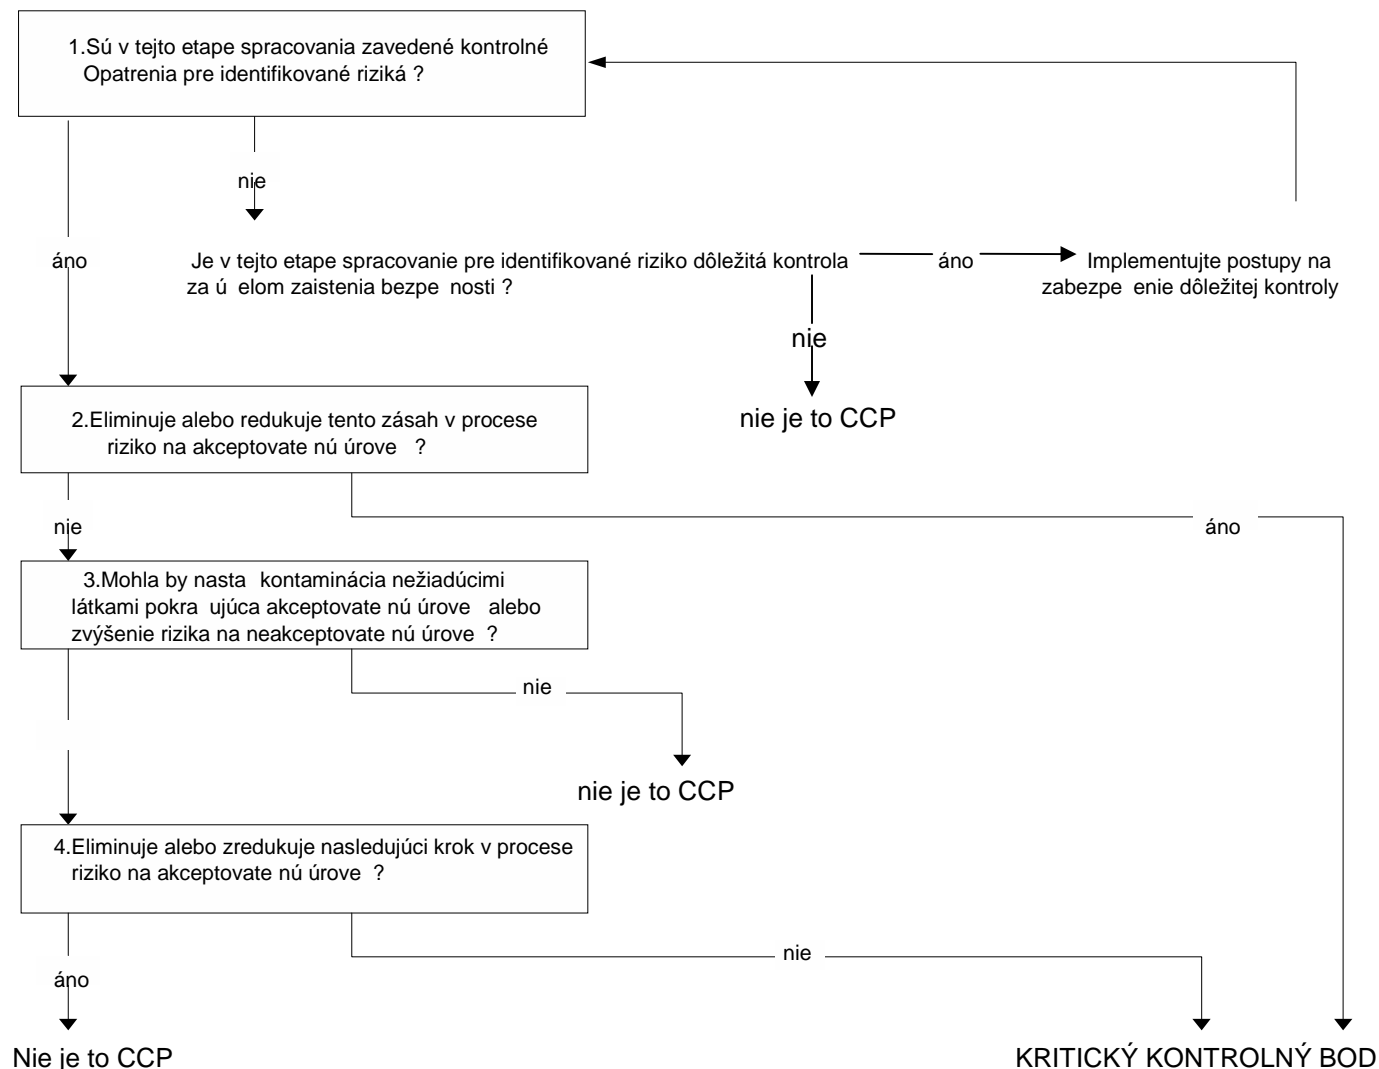 1.Sú v tejto etape spracovania zavedené kontrolné
Opatrenia pre identifikované riziká ?
nie
áno
Je v tejto etape spracovanie pre identifikované riziko dôležitá kontrola
za ú elom zaistenia bezpe nosti ?
áno
Implementujte postupy na
zabezpe enie dôležitej kontroly
nie
nie je to CCP
2.Eliminuje alebo redukuje tento zásah v procese
riziko na akceptovate nú úrove ?
nie
áno
3.Mohla by nasta kontaminácia nežiadúcimi
látkami pokra ujúca akceptovate nú úrove alebo
zvýšenie rizika na neakceptovate nú úrove ?
nie
nie je to CCP
4.Eliminuje alebo zredukuje nasledujúci krok v procese
riziko na akceptovate nú úrove ?
nie
áno
Nie je to CCP
KRITICKÝ KONTROLNÝ BOD